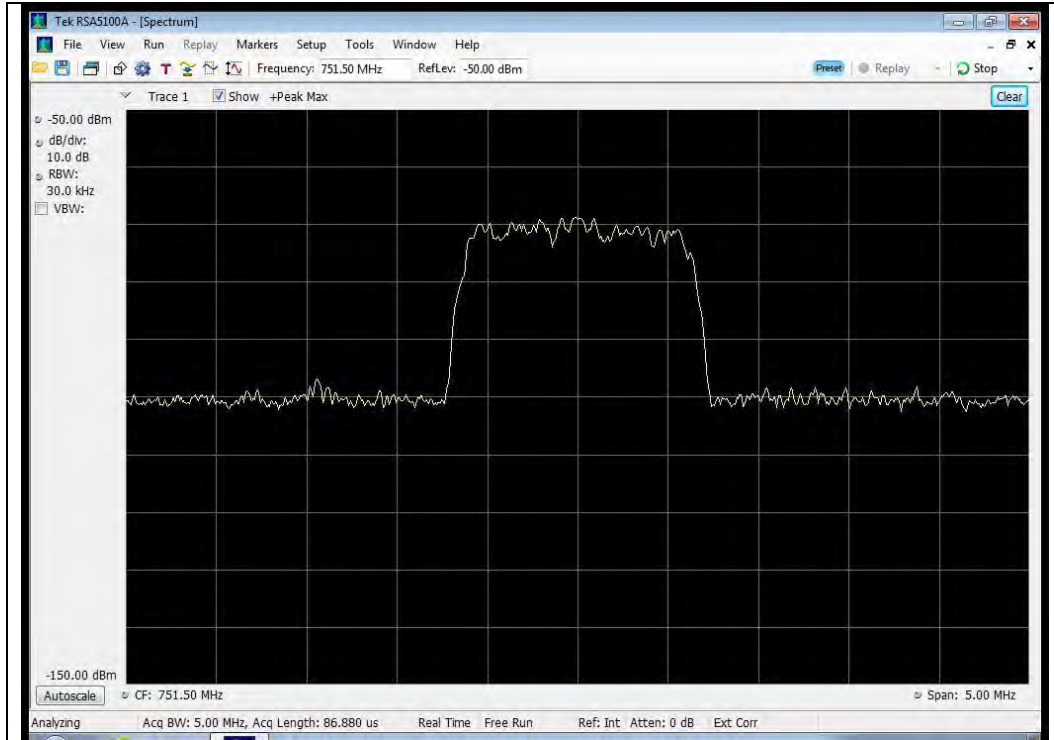 Tek RSA5100A - [Spectrum]
File View Run Replay Markers Setup Tools Window Help
T Frequency: 751.50 MHz RefLev: -50.00 dBm Preset Replay Stop
Trace 1 Show +Peak Max Clear
-50.00 dBm
dB/div:
10.0 dB
RBW:
30.0 kHz
VBW:
-150.00 dBm
Autoscale CF: 751.50 MHz Span: 5.00 MHz
Analyzing Acq BW: 5.00 MHz, Acq Length: 86.880 us Real Time Free Run Ref: Int Atten: 0 dB Ext Corr